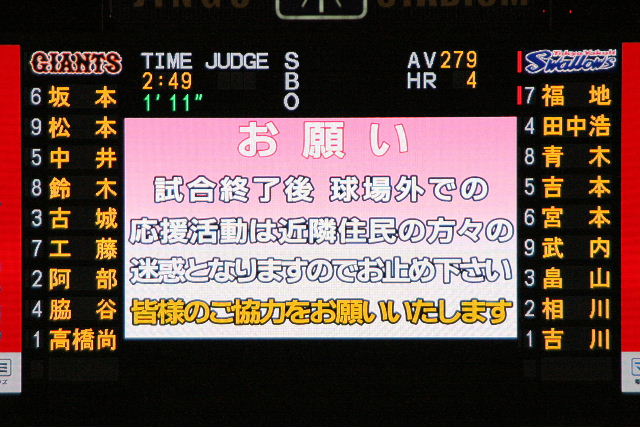 JINGU STADIUM
GIANTS
TIME JUDGE
2:49
1'11"
S
B
O
AV279
HR 4
Tokyo Yakult
Swallows
6 坂本
9 松本
5 中井
8 鈴木
3 古城
7 工藤
2 阿部
4 脇谷
1 高橋尚
お願い
試合終了後 球場外での
応援活動は近隣住民の方々の
迷惑となりますのでお止め下さい
皆様のご協力をお願いいたします
7 福地
4 田中浩
8 青木
5 吉本
6 宮本
9 武内
3 畠山
2 相川
1 吉川